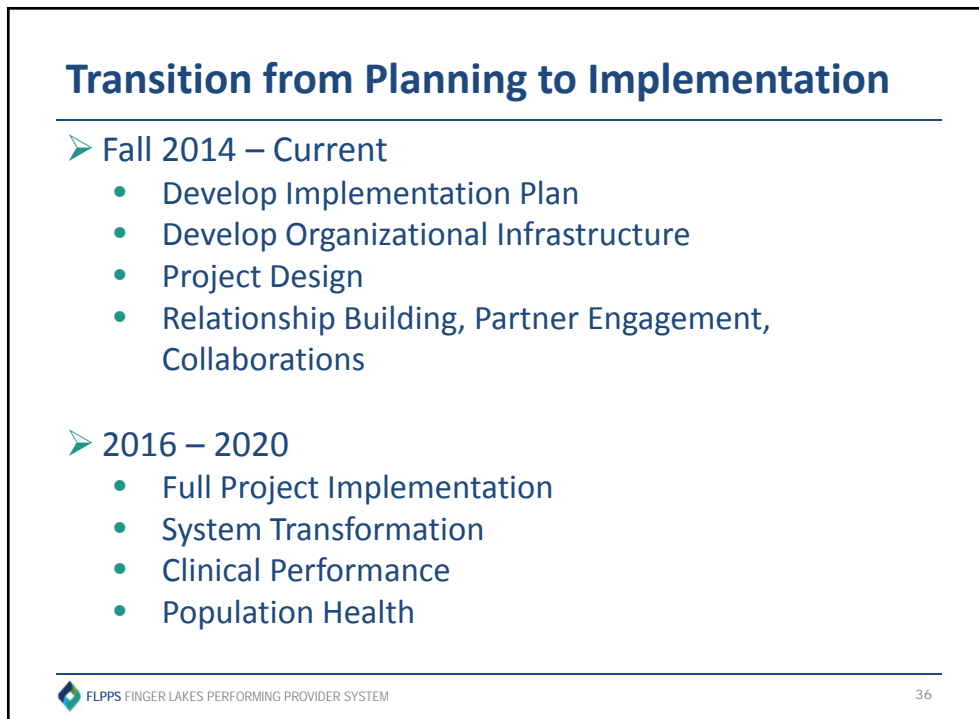 Transition from Planning to Implementation
➢ Fall 2014 – Current
• Develop Implementation Plan
• Develop Organizational Infrastructure
• Project Design
• Relationship Building, Partner Engagement,
Collaborations
➢ 2016 – 2020
• Full Project Implementation
• System Transformation
• Clinical Performance
• Population Health
FLPPS FINGER LAKES PERFORMING PROVIDER SYSTEM
36